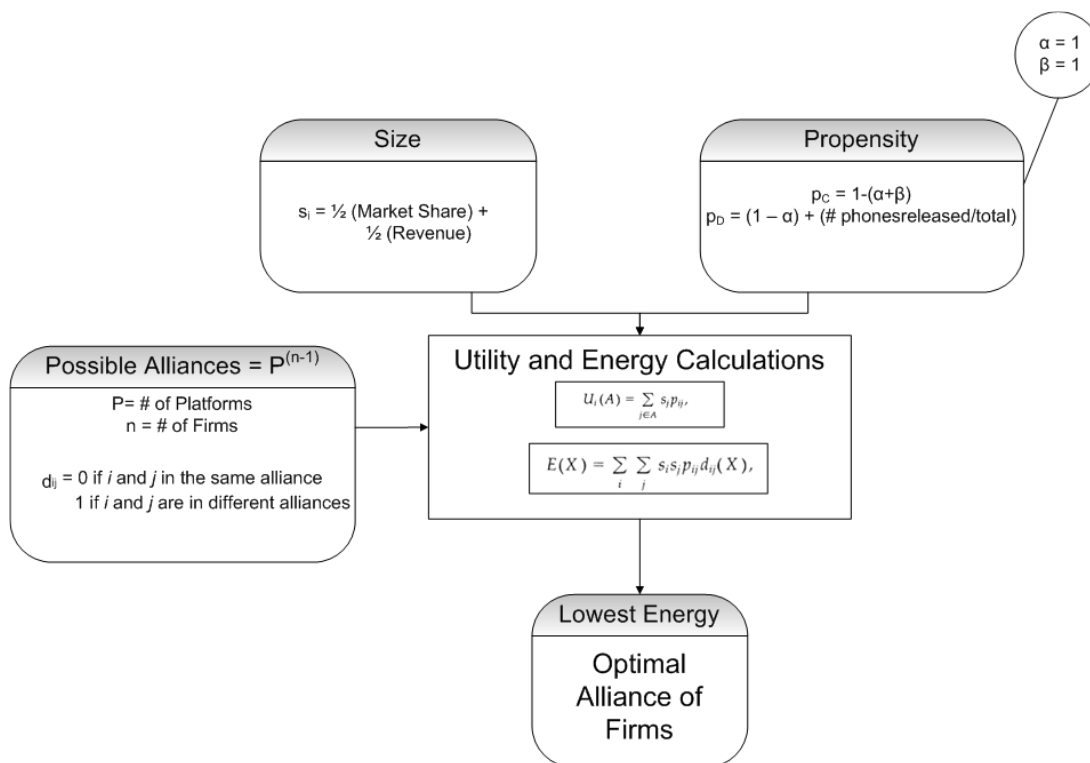 α = 1
β = 1
Size
sᵢ = ½ (Market Share) +
½ (Revenue)
Propensity
p_C = 1-(α+β)
p_D = (1 – α) + (# phonesreleased/total)
Possible Alliances = P^(n-1)
P= # of Platforms
n = # of Firms
d_ij = 0 if i and j in the same alliance
1 if i and j are in different alliances
Utility and Energy Calculations
U_i(A) = ∑_{j∈A} s_j p_ij,
E(X) = ∑_i ∑_j s_i s_j p_ij d_ij(X),
Lowest Energy
Optimal
Alliance of
Firms